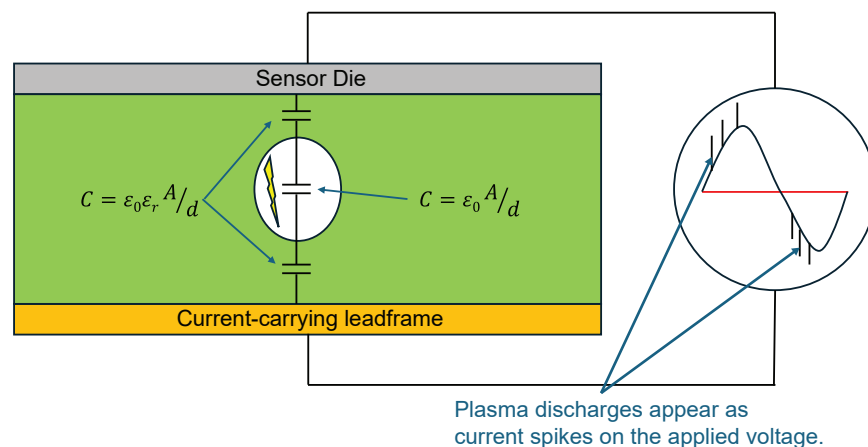 Sensor Die
C = ε₀εᵣ A/d
C = ε₀ A/d
Current-carrying leadframe
Plasma discharges appear as
current spikes on the applied voltage.